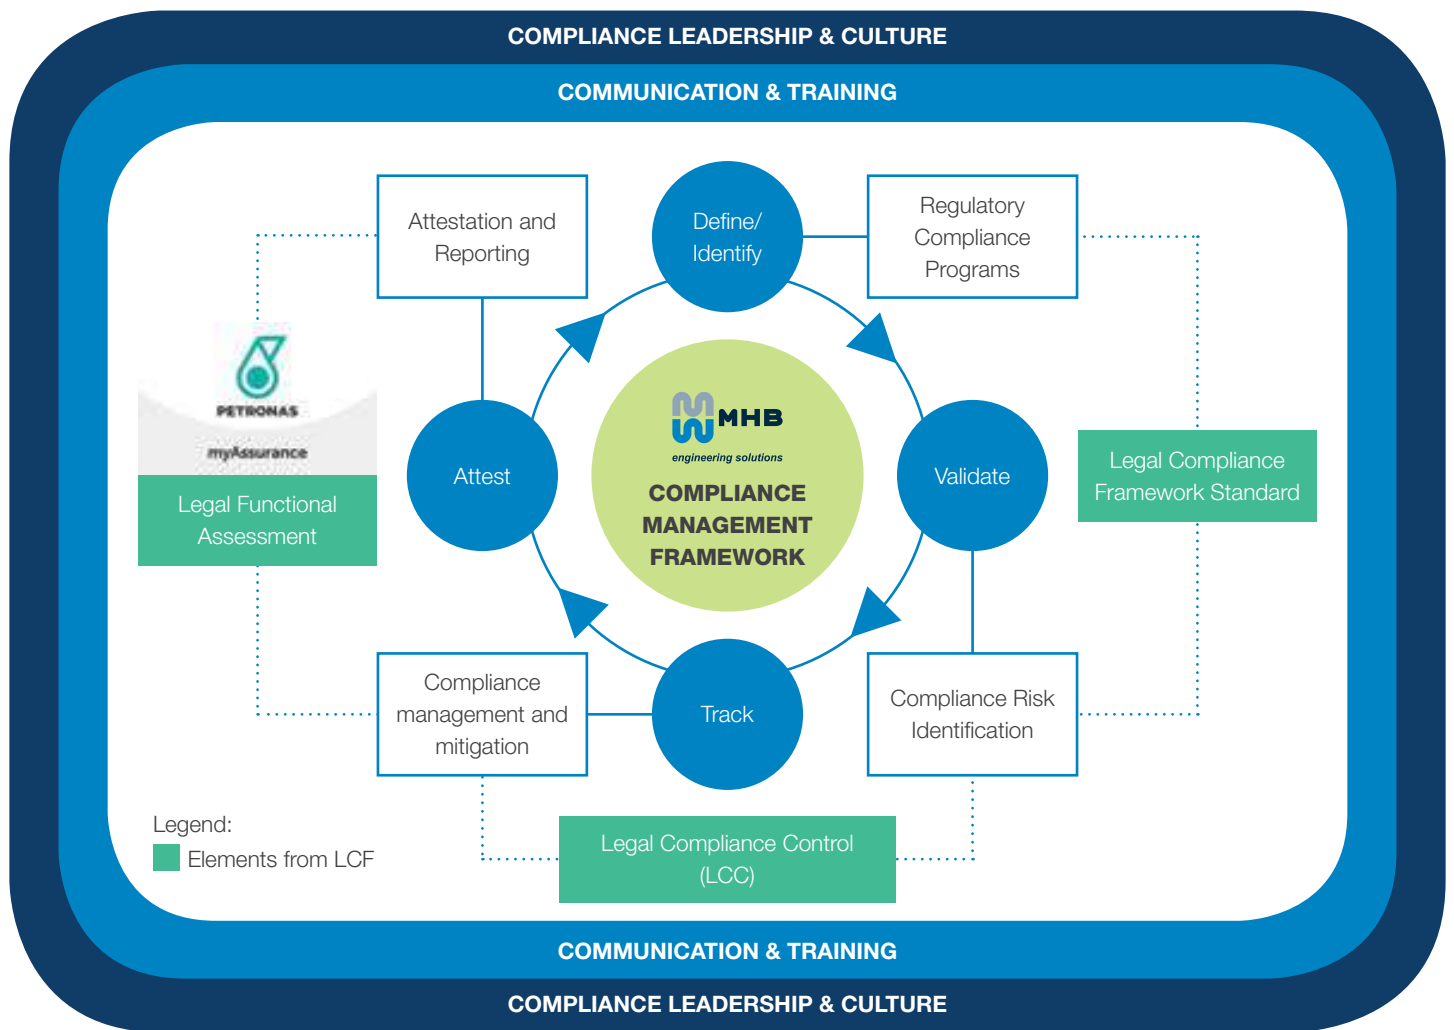 COMPLIANCE LEADERSHIP & CULTURE
COMMUNICATION & TRAINING
Attestation and
Reporting
Define/
Identify
Regulatory
Compliance
Programs
PETRONAS
myAssurance
Legal Functional
Assessment
Attest
MHB
engineering solutions
COMPLIANCE
MANAGEMENT
FRAMEWORK
Validate
Legal Compliance
Framework Standard
Compliance
management and
mitigation
Track
Compliance Risk
Identification
Legend:
Elements from LCF
Legal Compliance Control
(LCC)
COMMUNICATION & TRAINING
COMPLIANCE LEADERSHIP & CULTURE